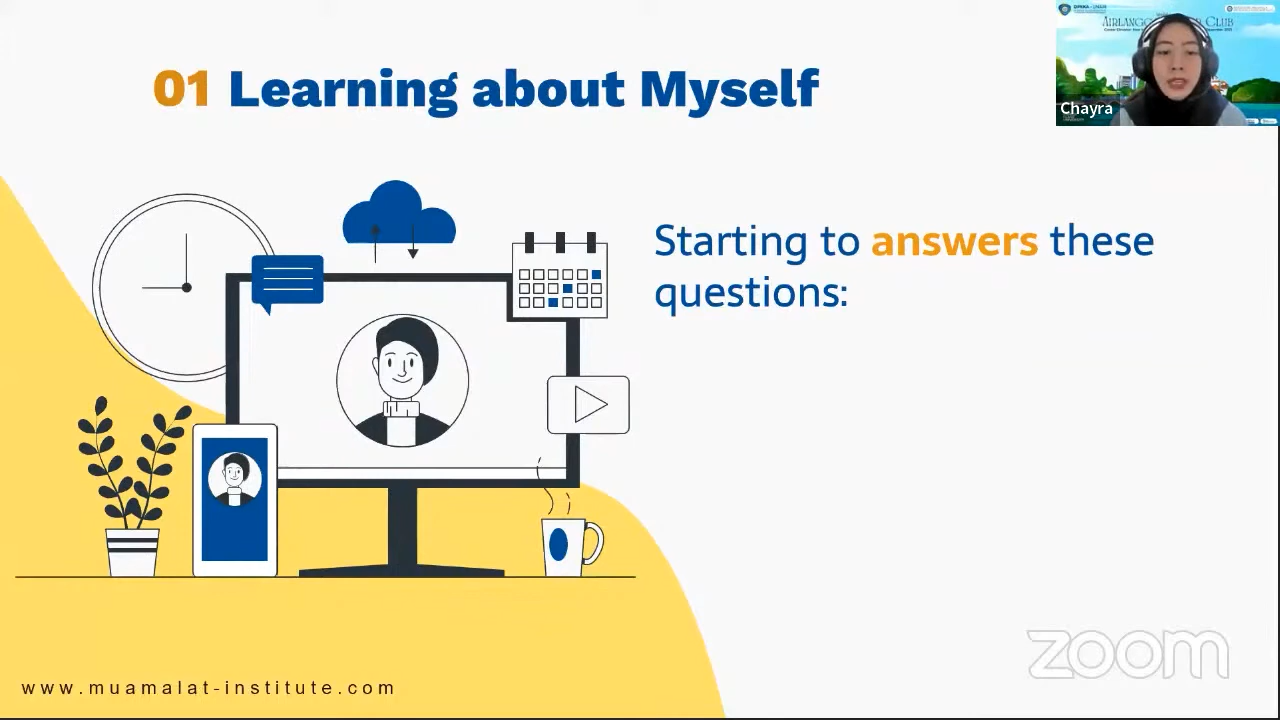 01 Learning about Myself
Chayra
Starting to answers these
questions:
zoom
www.muamalat-institute.com